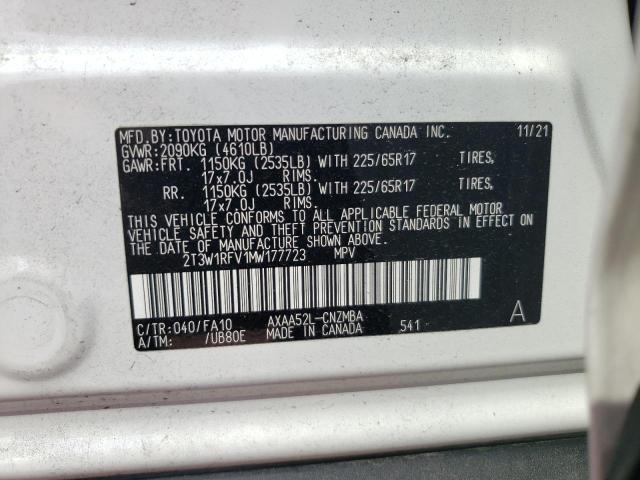 MFD.BY:TOYOTA MOTOR MANUFACTURING CANADA INC. 11/21
GVWR:2090KG (4610LB)
GAWR:FRT. 1150KG (2535LB) WITH 225/65R17 TIRES,
17x7.0J RIMS.
RR. 1150KG (2535LB) WITH 225/65R17 TIRES,
17x7.0J RIMS.
THIS VEHICLE CONFORMS TO ALL APPLICABLE FEDERAL MOTOR
VEHICLE SAFETY AND THEFT PREVENTION STANDARDS IN EFFECT ON
THE DATE OF MANUFACTURE SHOWN ABOVE.
2T3W1RFV1MW177723 MPV
C/TR:040/FA10 AXAA52L-CNZMBA A
A/TM: /UB80E MADE IN CANADA 541